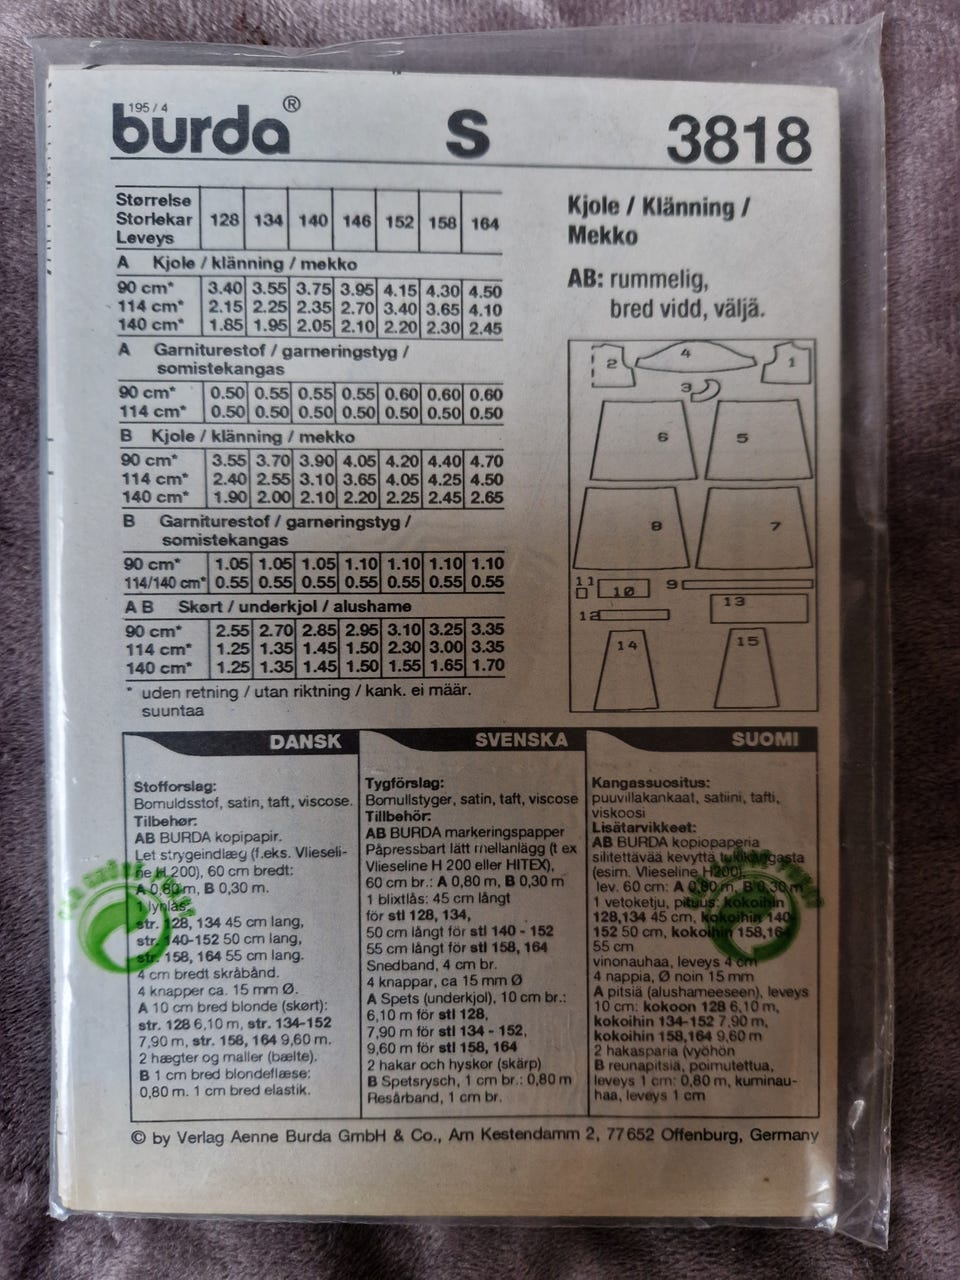 195/4
burda® S 3818
Størrelse
Storlekar 128 134 140 146 152 158 164
Leveys
A Kjole / klänning / mekko
90 cm* 3.40 3.55 3.75 3.95 4.15 4.30 4.50
114 cm* 2.15 2.25 2.35 2.70 3.40 3.65 4.10
140 cm* 1.85 1.95 2.05 2.10 2.20 2.30 2.45
A Garniturestof / garneringstyg /
somistekangas
90 cm* 0.50 0.55 0.55 0.55 0.60 0.60 0.60
114 cm* 0.50 0.50 0.50 0.50 0.50 0.50 0.50
B Kjole / klänning / mekko
90 cm* 3.55 3.70 3.90 4.05 4.20 4.40 4.70
114 cm* 2.40 2.55 3.10 3.65 4.05 4.25 4.50
140 cm* 1.90 2.00 2.10 2.20 2.25 2.45 2.65
B Garniturestof / garneringstyg /
somistekangas
90 cm* 1.05 1.05 1.05 1.10 1.10 1.10 1.10
114/140 cm* 0.55 0.55 0.55 0.55 0.55 0.55 0.55
A B Skørt / underkjol / alushame
90 cm* 2.55 2.70 2.85 2.95 3.10 3.25 3.35
114 cm* 1.25 1.35 1.45 1.50 2.30 3.00 3.35
140 cm* 1.25 1.35 1.45 1.50 1.55 1.65 1.70
* uden retning / utan riktning / kank. ei määr.
suuntaa
Kjole / Klänning /
Mekko
AB: rummelig,
bred vidd, väljä.
2 4 1
3
6 5
8 7
11 10 9
12 13
14 15
DANSK
Stofforslag:
Bomuldsstof, satin, taft, viscose.
Tilbehør:
AB BURDA kopipapir.
Let strygeindlæg (f.eks. Vlieseli-
ne H 200), 60 cm bredt:
A 0,80 m, B 0,30 m.
1 lynlås:
str. 128, 134 45 cm lang,
str. 140-152 50 cm lang,
str. 158, 164 55 cm lang.
4 cm bredt skråbånd.
4 knapper ca. 15 mm Ø.
A 10 cm bred blonde (skørt):
str. 128 6,10 m, str. 134-152
7,90 m, str. 158, 164 9,60 m.
2 hægter og maller (bælte).
B 1 cm bred blondeflæse:
0,80 m. 1 cm bred elastik.
SVENSKA
Tygförslag:
Bomullstyger, satin, taft, viscose
Tillbehör:
AB BURDA markeringspapper
Påpressbart lätt mellanlägg (t ex
Vlieseline H 200 eller HITEX),
60 cm br.: A 0,80 m, B 0,30 m
1 blixtlås: 45 cm långt
för stl 128, 134,
50 cm långt för stl 140 - 152
55 cm långt för stl 158, 164
Snedband, 4 cm br.
4 knappar, ca 15 mm Ø
A Spets (underkjol), 10 cm br.:
6,10 m för stl 128,
7,90 m för stl 134 - 152,
9,60 m för stl 158, 164
2 hakar och hyskor (skärp)
B Spetsrysch, 1 cm br.: 0,80 m
Resårband, 1 cm br.
SUOMI
Kangassuositus:
puuvillakankaat, satiini, tafti,
viskoosi
Lisätarvikkeet:
AB BURDA kopiopaperia
silitettävää kevyttä tukikangasta
(esim. Vlieseline H200),
lev. 60 cm: A 0,80 m, B 0,30 m
1 vetoketju, pituus: kokoihin
128,134 45 cm, kokoihin 140-
152 50 cm, kokoihin 158,164
55 cm
vinonauhaa, leveys 4 cm
4 nappia, Ø noin 15 mm
A pitsiä (alushameeseen), leveys
10 cm: kokoon 128 6,10 m,
kokoihin 134-152 7,90 m,
kokoihin 158,164 9,60 m
2 hakasparia (vyöhön
B reunapitsiä, poimutettua,
leveys 1 cm: 0,80 m, kuminau-
haa, leveys 1 cm
© by Verlag Aenne Burda GmbH & Co., Am Kestendamm 2, 77652 Offenburg, Germany